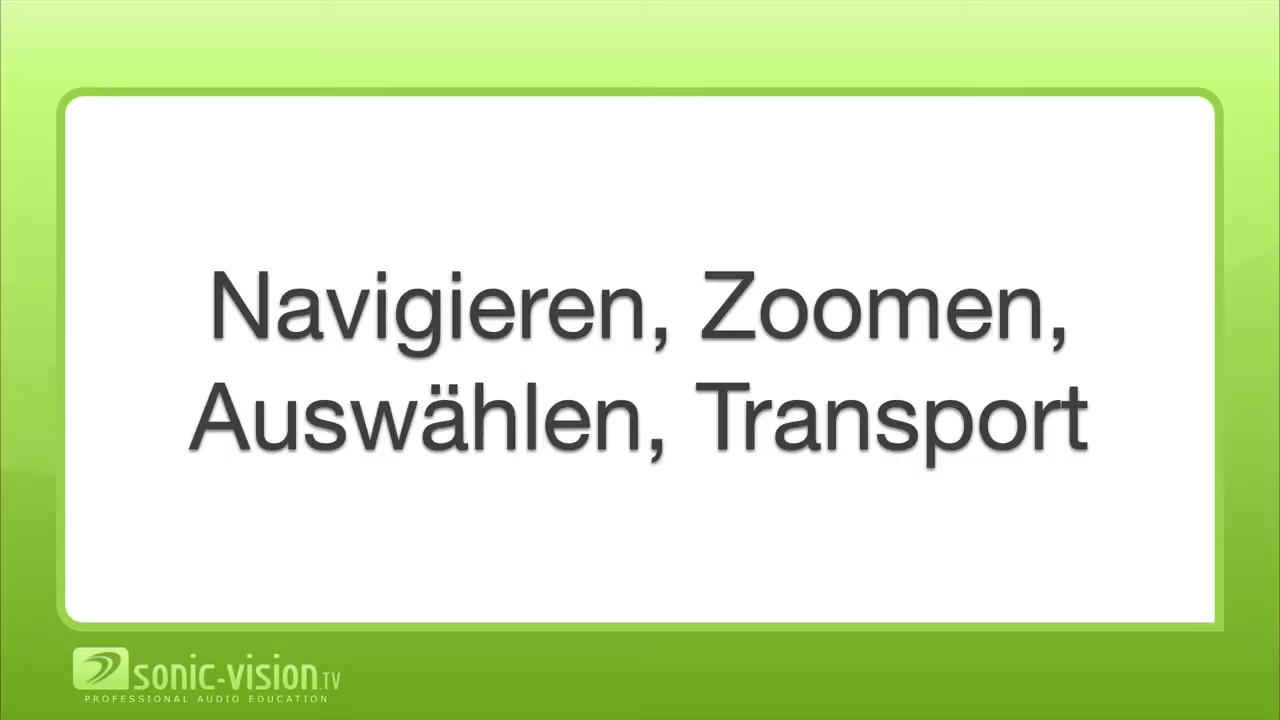 Navigieren, Zoomen,
Auswählen, Transport
sonic-vision.TV
PROFESSIONAL AUDIO EDUCATION